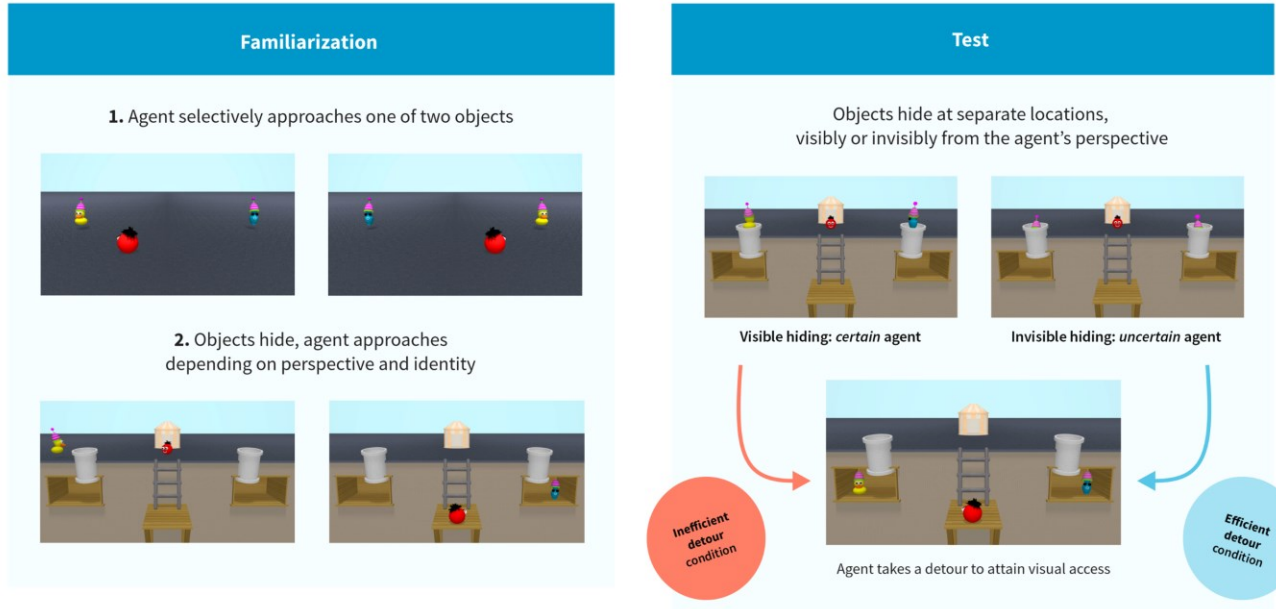 Familiarization
1. Agent selectively approaches one of two objects
2. Objects hide, agent approaches
depending on perspective and identity
Test
Objects hide at separate locations,
visibly or invisibly from the agent's perspective
Visible hiding: certain agent
Invisible hiding: uncertain agent
Inefficient
detour
condition
Efficient
detour
condition
Agent takes a detour to attain visual access